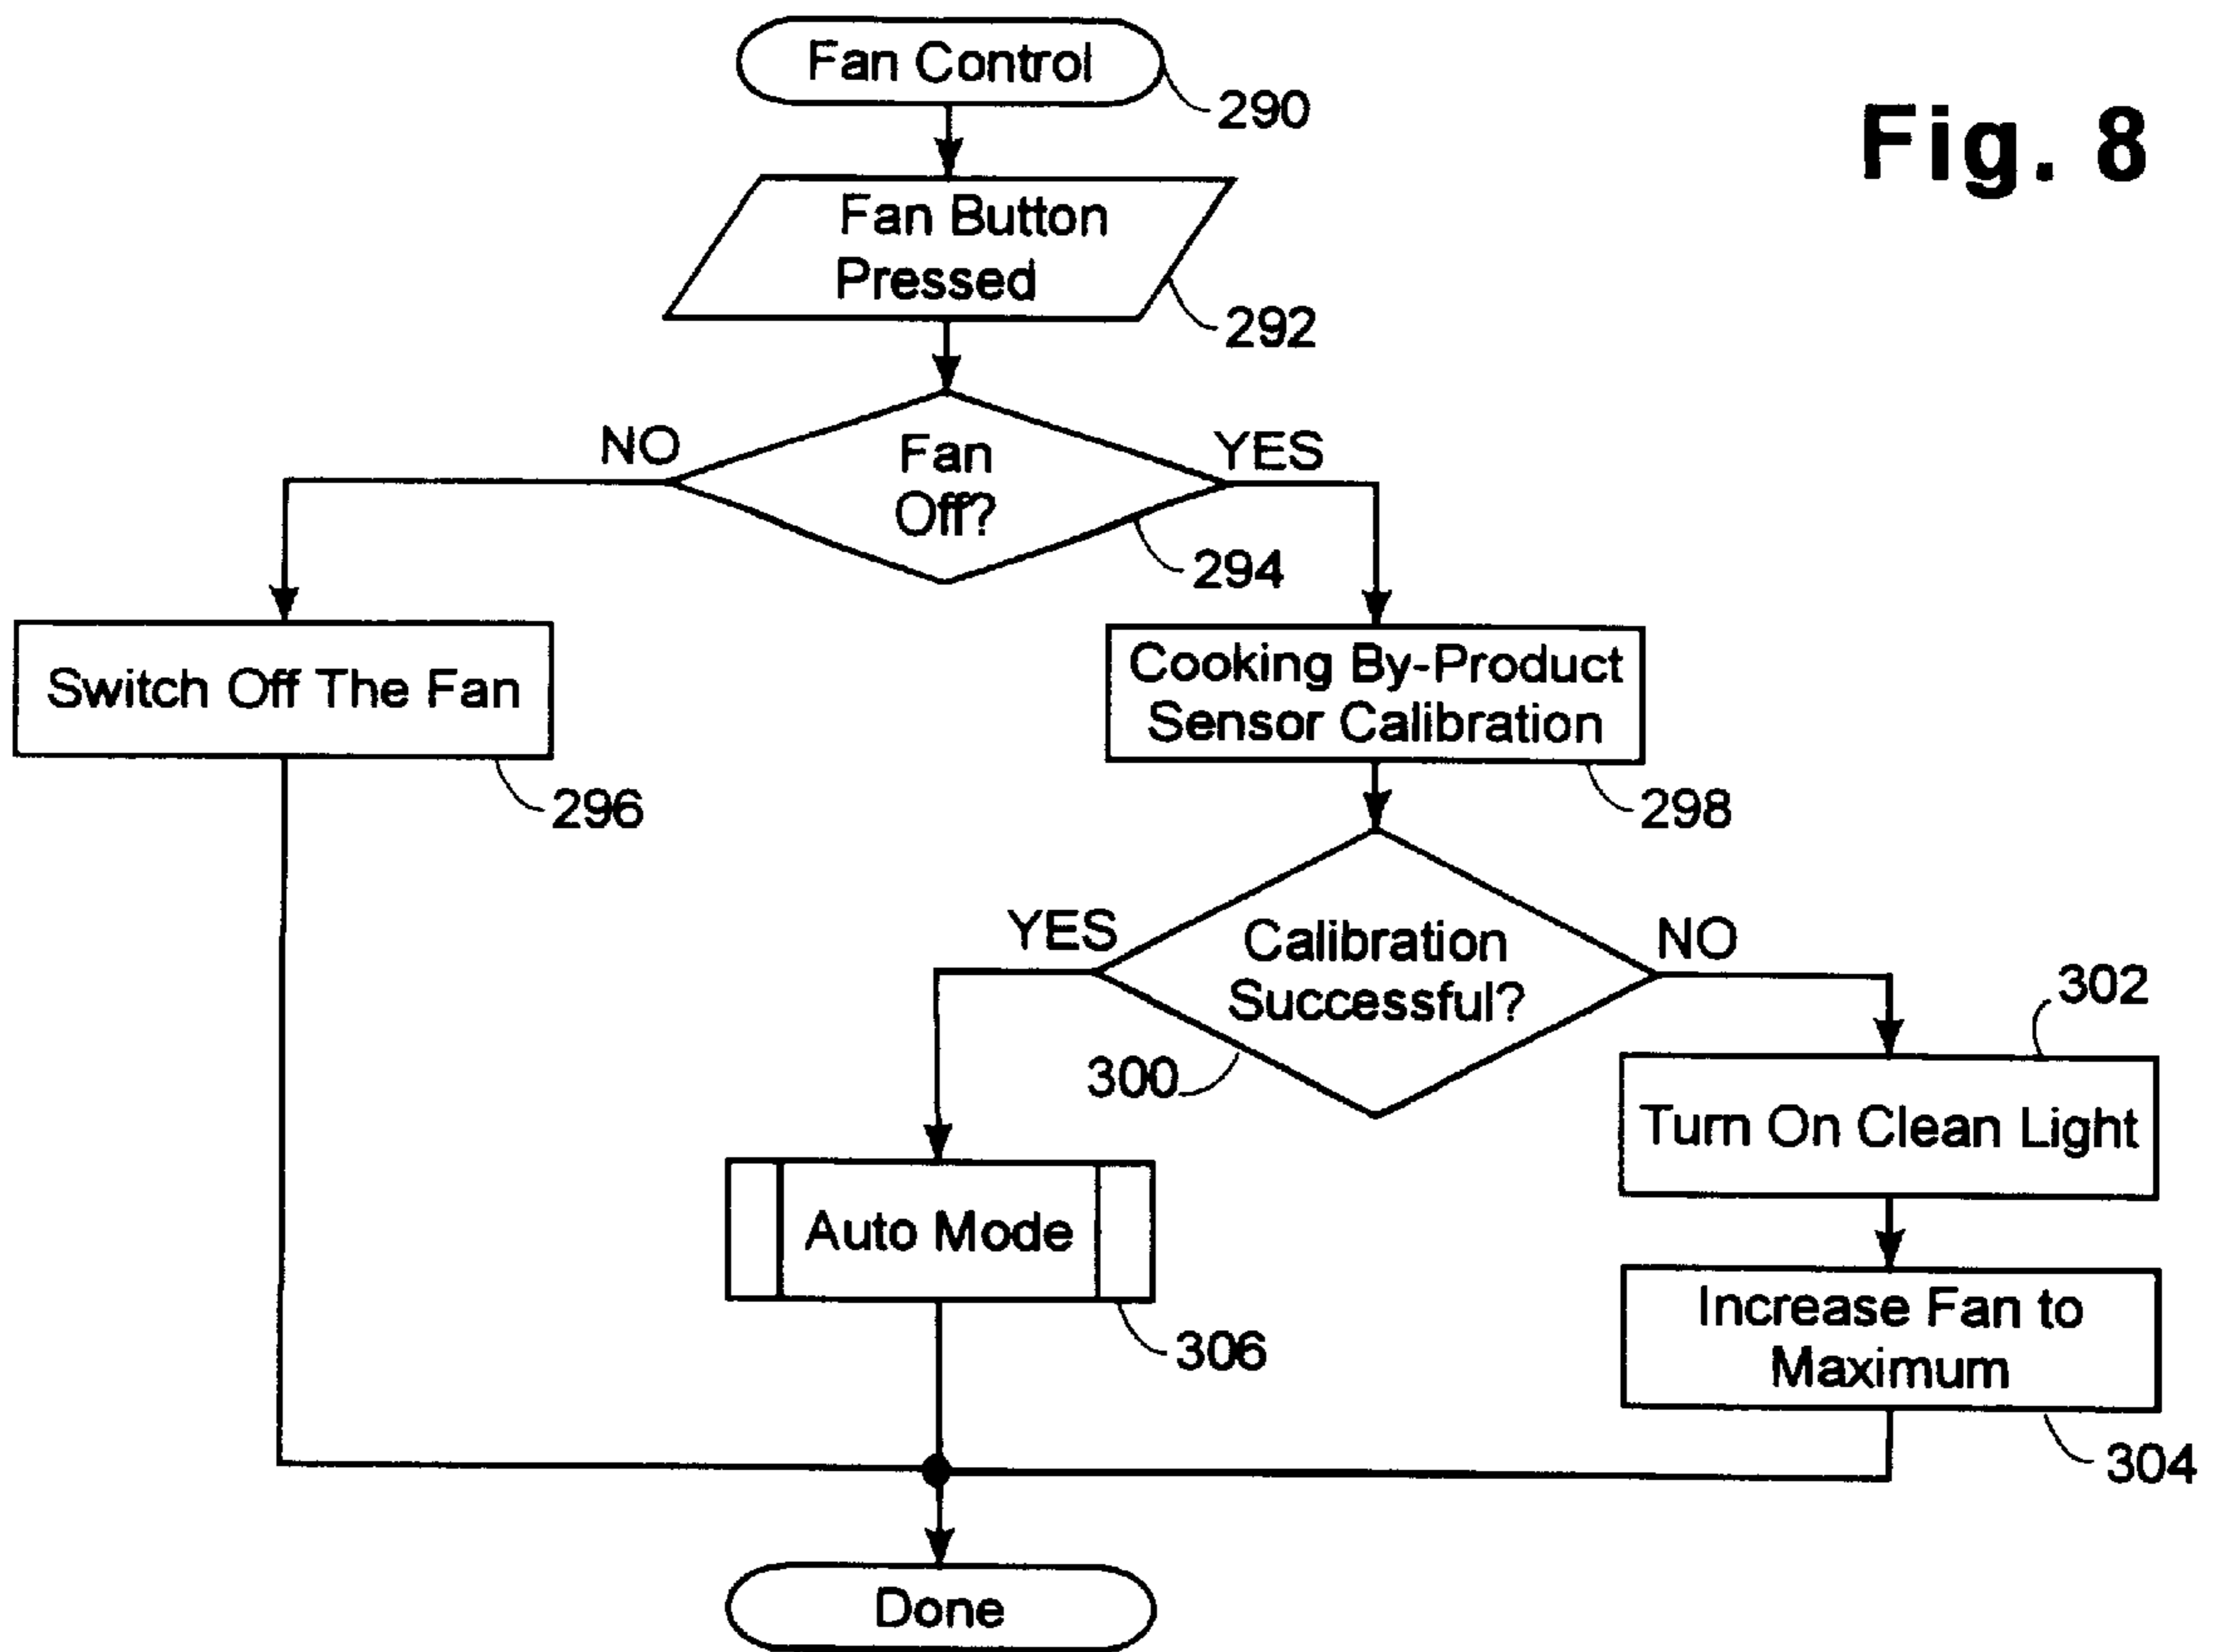 Fan Control
290
Fig. 8
Fan Button
Pressed
292
NO
Fan
Off?
YES
294
Switch Off The Fan
296
Cooking By-Product
Sensor Calibration
298
YES
Calibration
Successful?
NO
300
302
Turn On Clean Light
Auto Mode
306
Increase Fan to
Maximum
304
Done